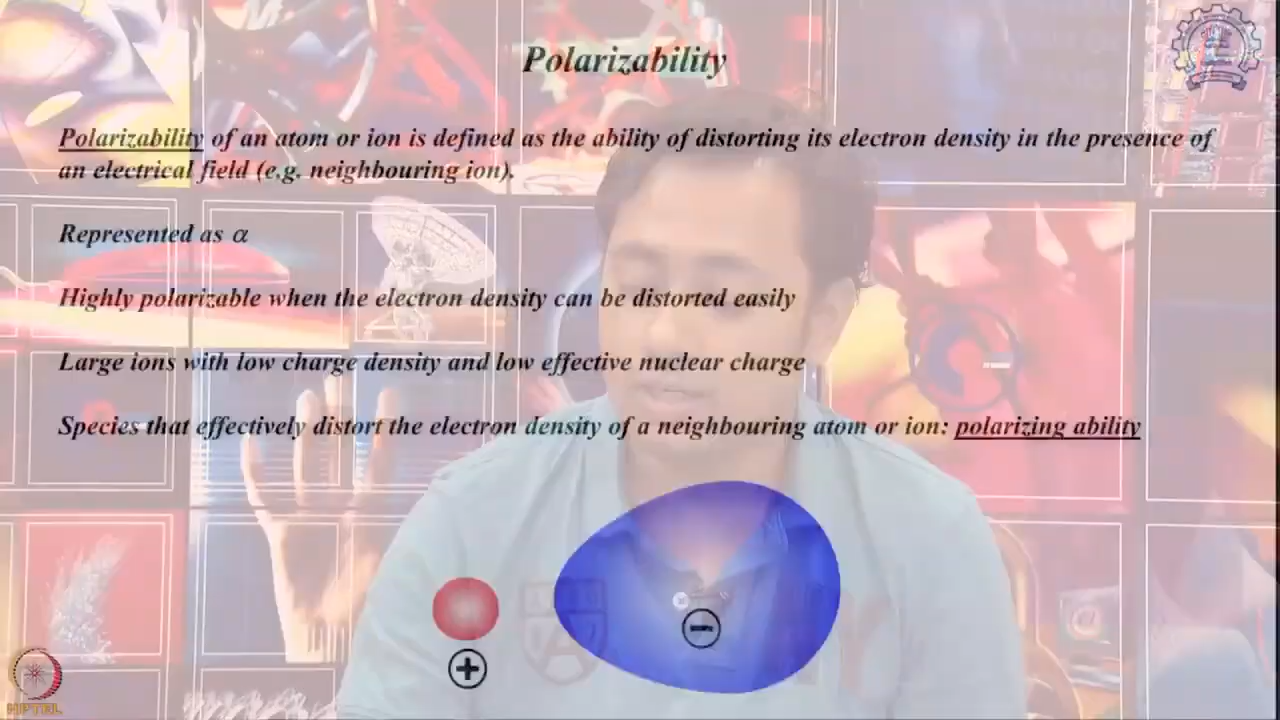 Polarizability
Polarizability of an atom or ion is defined as the ability of distorting its electron density in the presence of
an electrical field (e.g. neighbouring ion).
Represented as α
Highly polarizable when the electron density can be distorted easily
Large ions with low charge density and low effective nuclear charge
Species that effectively distort the electron density of a neighbouring atom or ion: polarizing ability
+
−
NPTEL